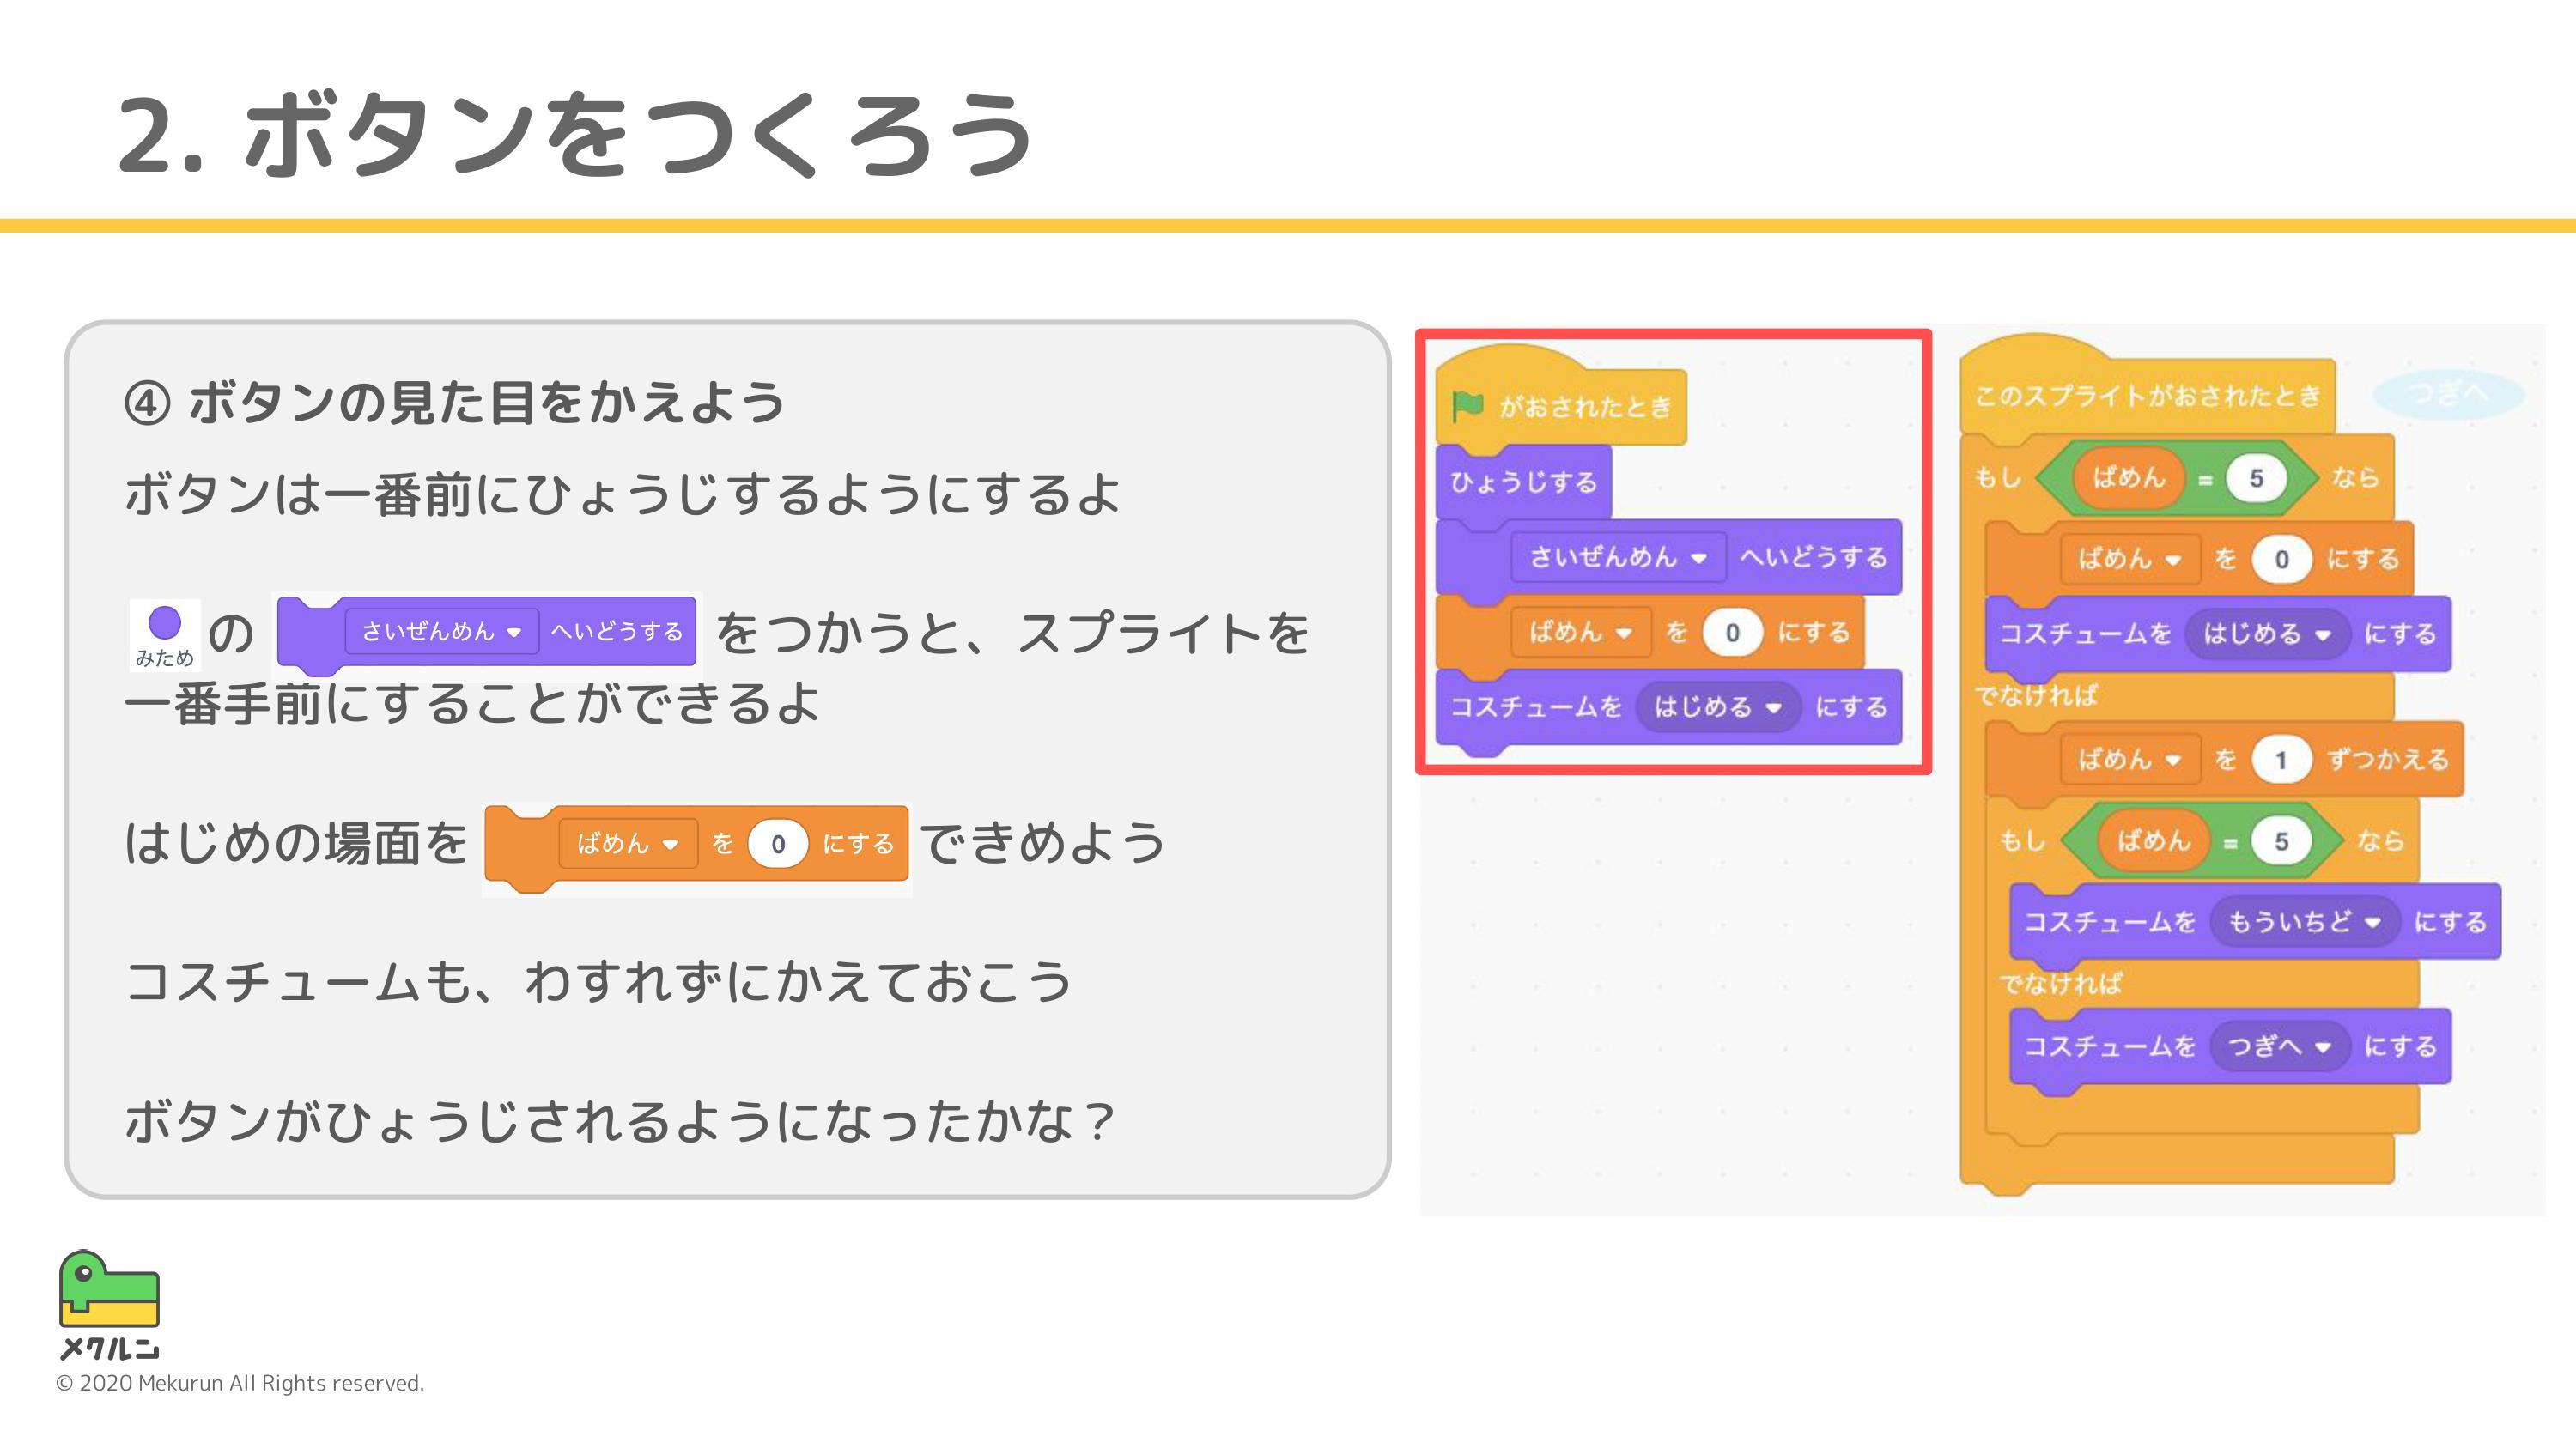 2. ボタンをつくろう
④ ボタンの見た目をかえよう
ボタンは一番前にひょうじするようにするよ
みため の さいぜんめん へいどうする をつかうと、スプライトを
一番手前にすることができるよ
はじめの場面を ばめん を 0 にする できめよう
コスチュームも、わすれずにかえておこう
ボタンがひょうじされるようになったかな？
がおされたとき
ひょうじする
さいぜんめん へいどうする
ばめん を 0 にする
コスチュームを はじめる にする
このスプライトがおされたとき
つぎへ
もし ばめん = 5 なら
ばめん を 0 にする
コスチュームを はじめる にする
でなければ
ばめん を 1 ずつかえる
もし ばめん = 5 なら
コスチュームを もういちど にする
でなければ
コスチュームを つぎへ にする
メクルン
© 2020 Mekurun All Rights reserved.